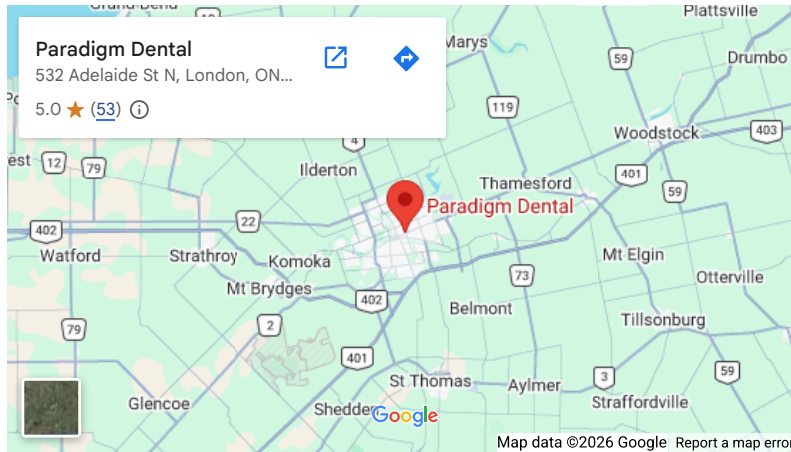 Grand Bend
Plattsville
Paradigm Dental
532 Adelaide St N, London, ON...
5.0 (53)
Marys
59
Drumbo
119
Woodstock
403
4
12
79
Ilderton
401
Thamesford
59
Paradigm Dental
22
402
Watford
Strathroy
Komoka
Mt Elgin
73
Otterville
Mt Brydges
402
Belmont
2
Tillsonburg
79
401
St Thomas
Aylmer
3
59
Glencoe
Shedden
Google
Straffordville
Map data ©2026 Google
Report a map error